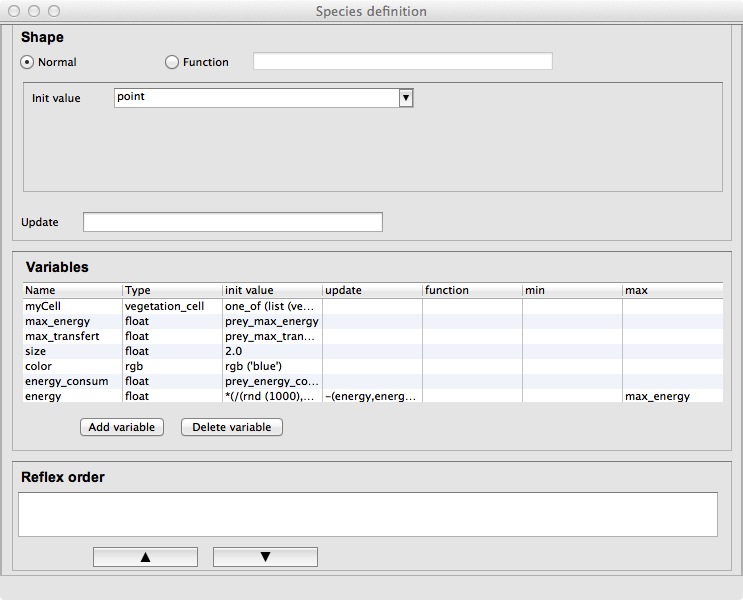 Species definition
Shape
Normal Function
Init value point
Update
Variables
Name Type init value update function min max
myCell vegetation_cell one_of (list (ve...
max_energy float prey_max_energy
max_transfert float prey_max_tran...
size float 2.0
color rgb rgb ('blue')
energy_consum float prey_energy_co...
energy float *(/(rnd (1000),... -(energy,energ... max_energy
Add variable Delete variable
Reflex order